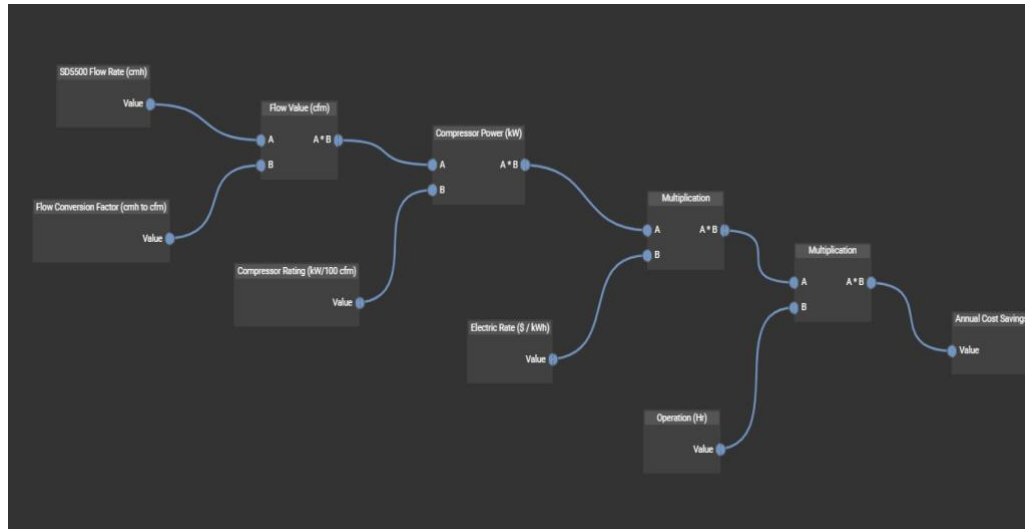 SD5500 Flow Rate (cmh)
Value
Flow Value (cfm)
A A*B
B
Compressor Power (kW)
A A*B
B
Flow Conversion Factor (cmh to cfm)
Value
Compressor Rating (kW/100 cfm)
Value
Multiplication
A A*B
B
Electric Rate ($ / kWh)
Value
Multiplication
A A*B
B
Annual Cost Savings
Value
Operation (Hr)
Value